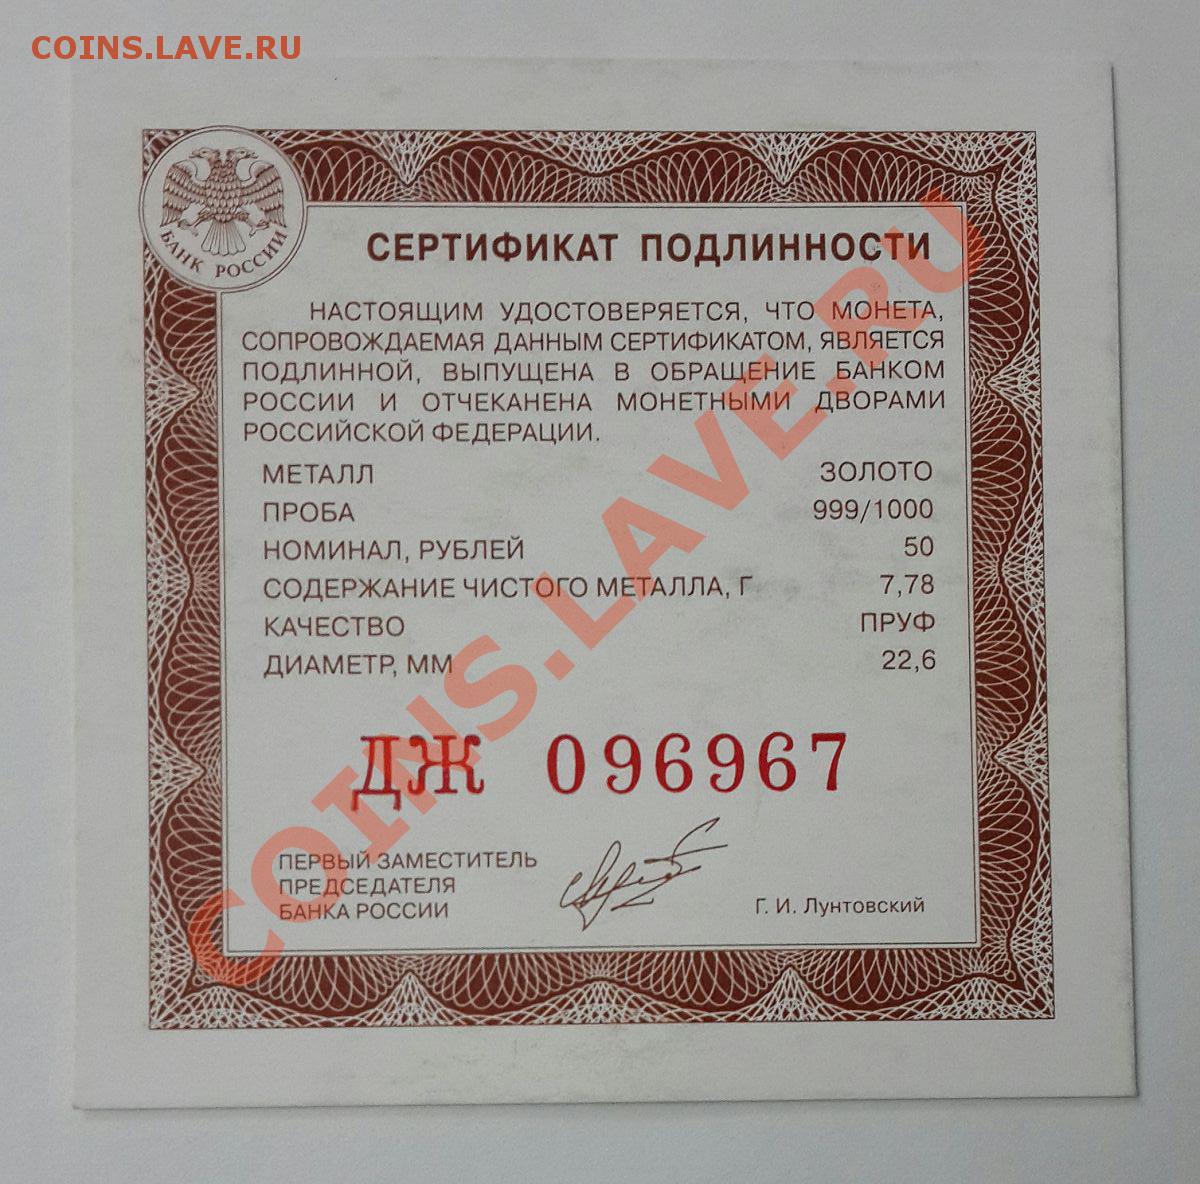 COINS.LAVE.RU
БАНК РОССИИ
СЕРТИФИКАТ ПОДЛИННОСТИ
НАСТОЯЩИМ УДОСТОВЕРЯЕТСЯ, ЧТО МОНЕТА,
СОПРОВОЖДАЕМАЯ ДАННЫМ СЕРТИФИКАТОМ, ЯВЛЯЕТСЯ
ПОДЛИННОЙ, ВЫПУЩЕНА В ОБРАЩЕНИЕ БАНКОМ
РОССИИ И ОТЧЕКАНЕНА МОНЕТНЫМИ ДВОРАМИ
РОССИЙСКОЙ ФЕДЕРАЦИИ.
МЕТАЛЛ ЗОЛОТО
ПРОБА 999/1000
НОМИНАЛ, РУБЛЕЙ 50
СОДЕРЖАНИЕ ЧИСТОГО МЕТАЛЛА, Г 7,78
КАЧЕСТВО ПРУФ
ДИАМЕТР, ММ 22,6
ДЖ 096967
ПЕРВЫЙ ЗАМЕСТИТЕЛЬ
ПРЕДСЕДАТЕЛЯ
БАНКА РОССИИ
Г. И. Лунтовский
COINS.LAVE.RU